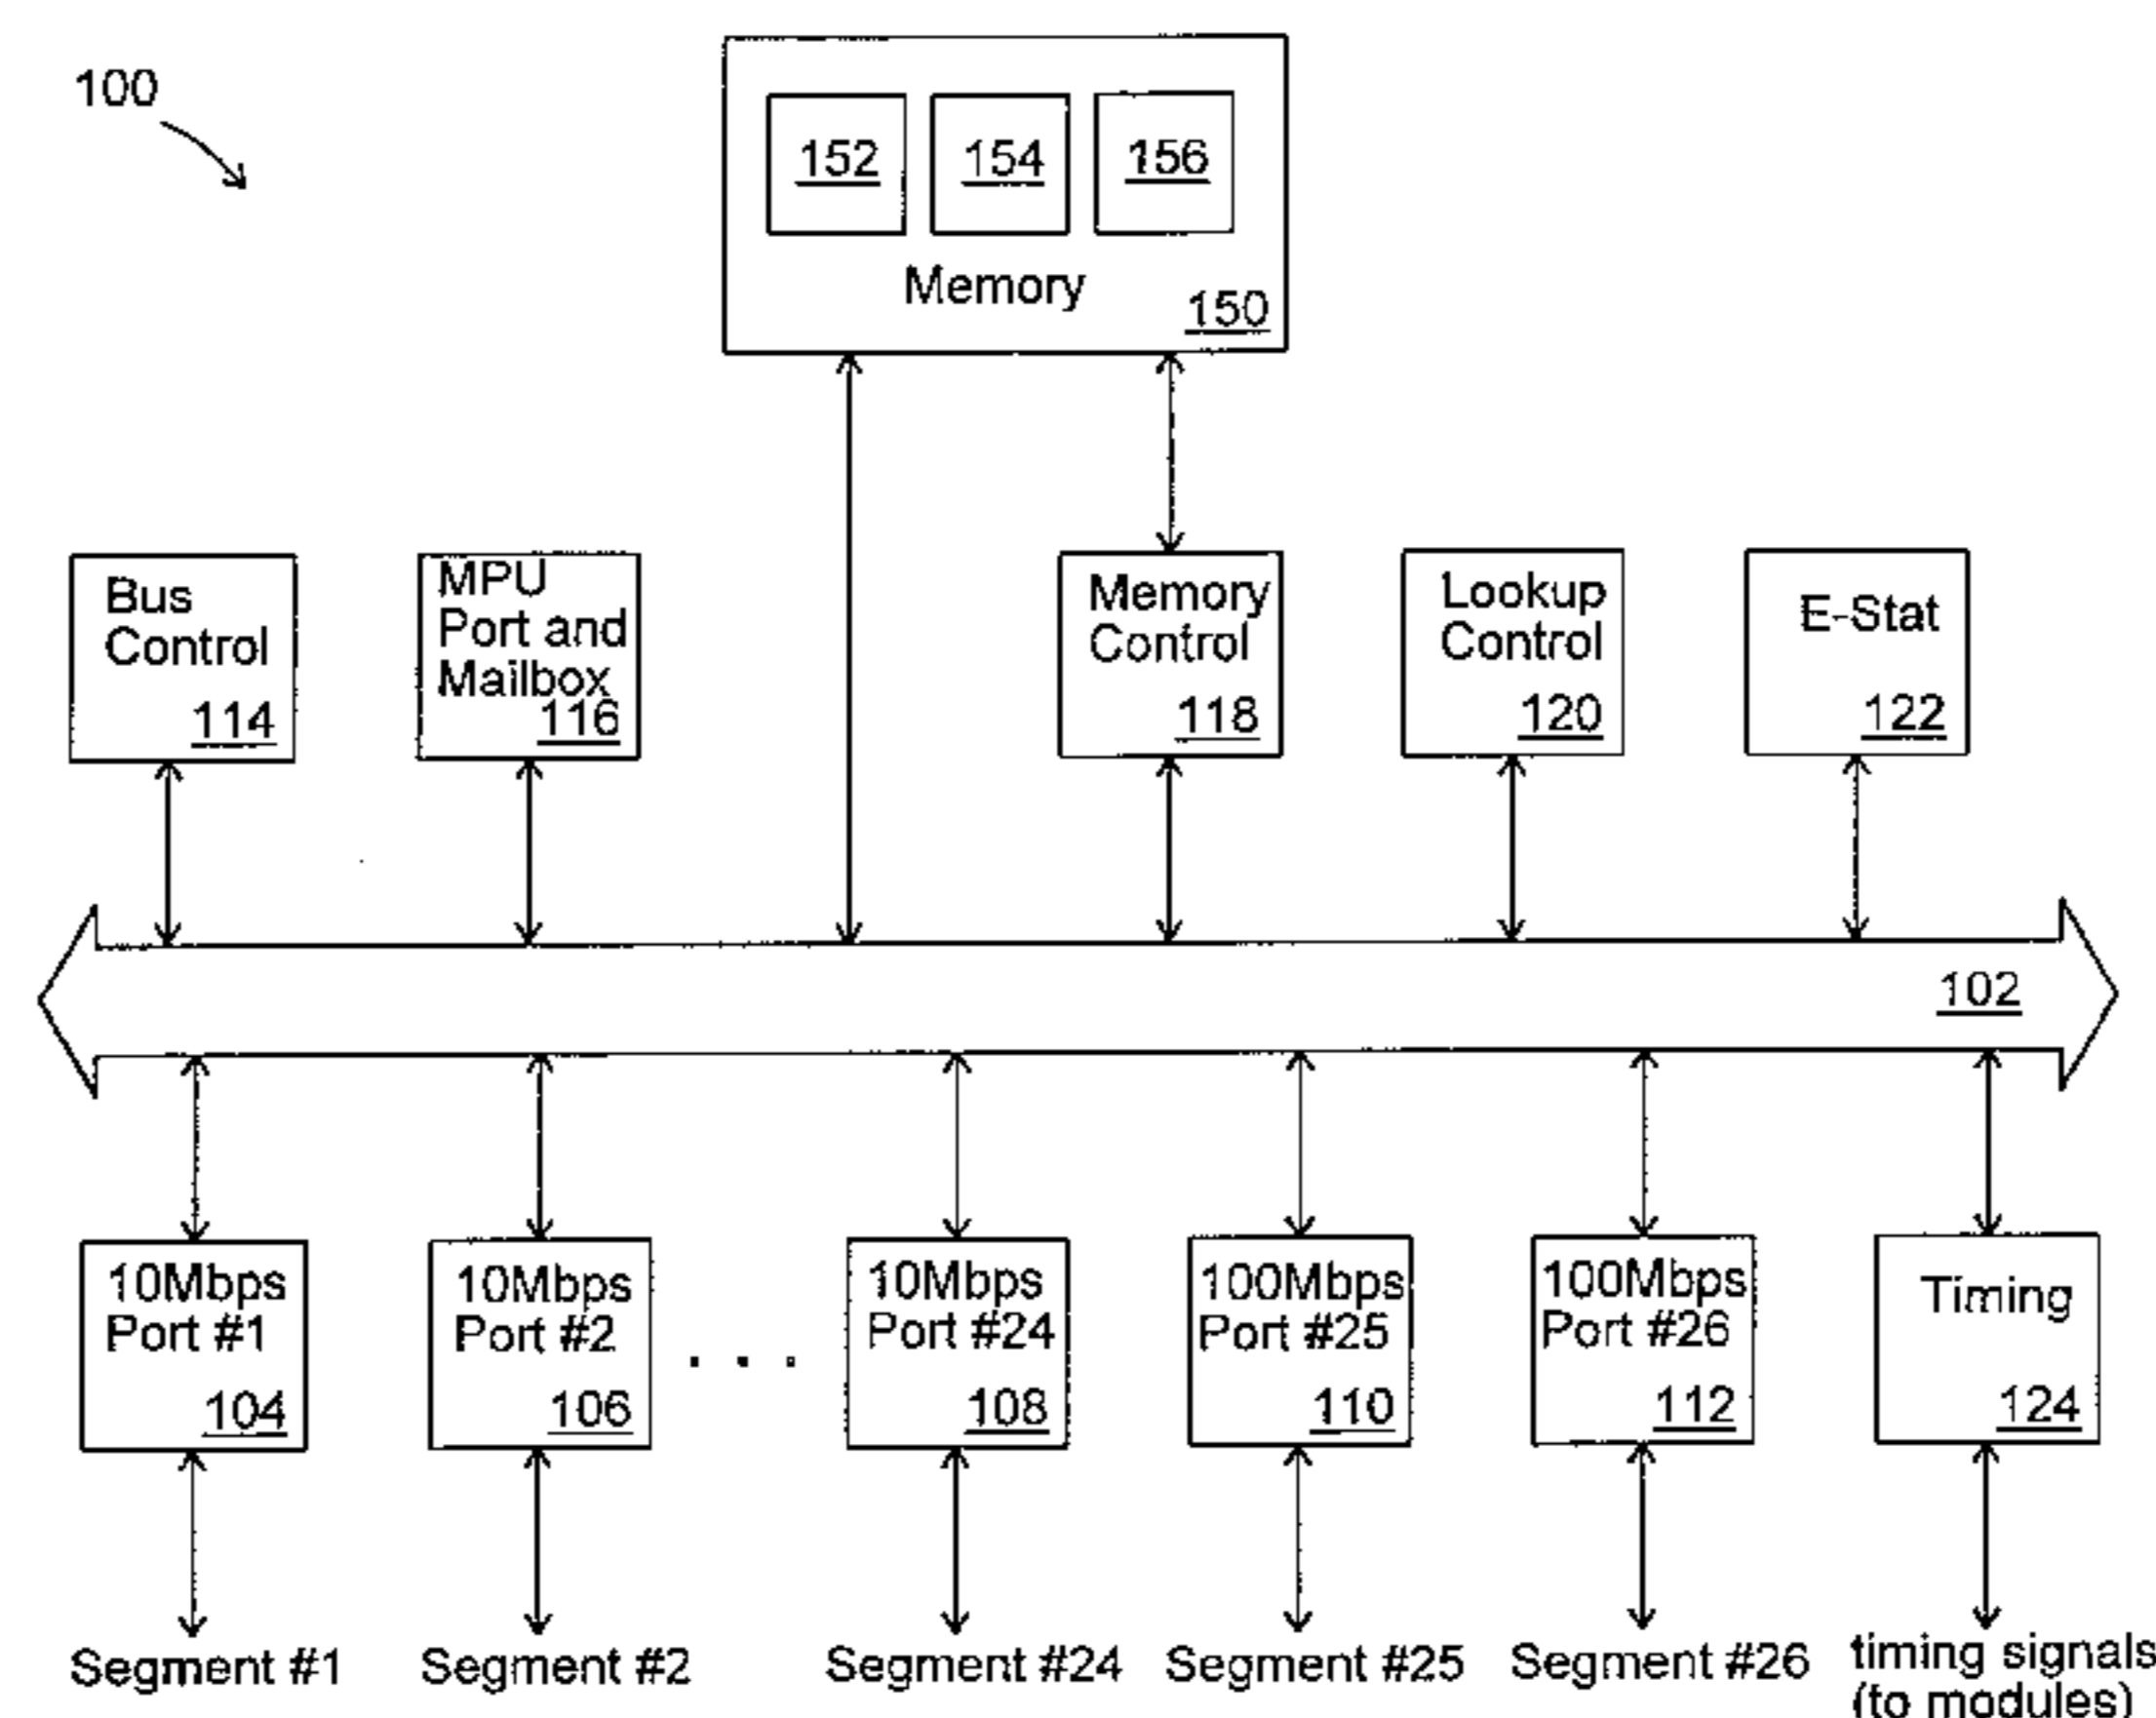 100
152 154 156
Memory
150
Bus
Control
114
MPU
Port and
Mailbox
116
Memory
Control
118
Lookup
Control
120
E-Stat
122
102
10Mbps
Port #1
104
10Mbps
Port #2
106
. . .
10Mbps
Port #24
108
100Mbps
Port #25
110
100Mbps
Port #26
112
Timing
124
Segment #1
Segment #2
Segment #24
Segment #25
Segment #26
timing signals
(to modules)